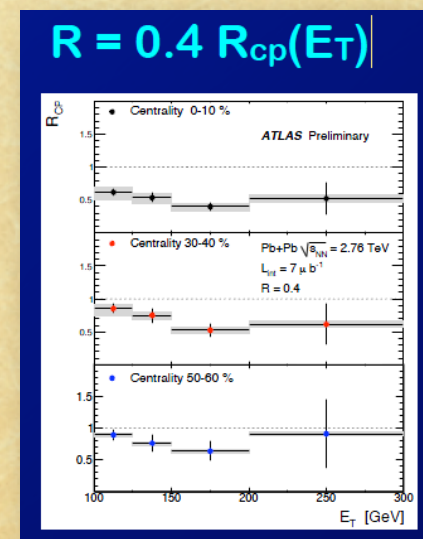 R = 0.4 Rcp(ET)
RCP
Centrality 0-10 %
ATLAS Preliminary
1.5
1
0.5
Centrality 30-40 %
Pb+Pb √sNN = 2.76 TeV
Lint = 7 μ b⁻¹
R = 0.4
1.5
1
0.5
Centrality 50-60 %
1.5
1
0.5
100 150 200 250 300
ET [GeV]